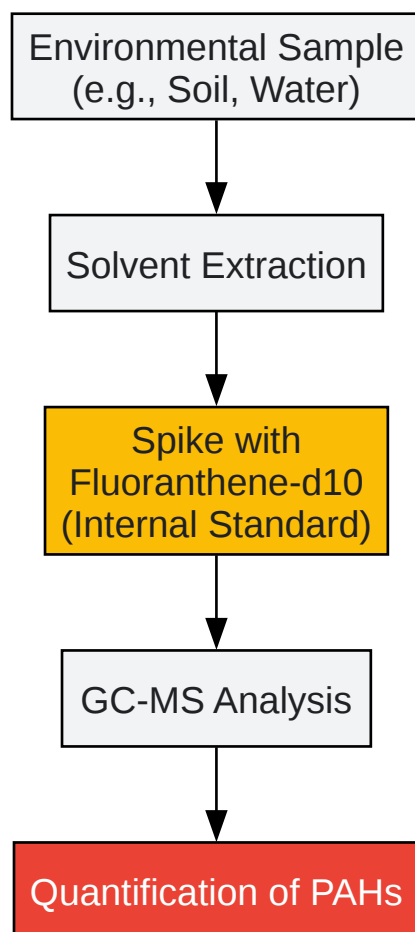 Environmental Sample
(e.g., Soil, Water)
Solvent Extraction
Spike with
Fluoranthene-d10
(Internal Standard)
GC-MS Analysis
Quantification of PAHs